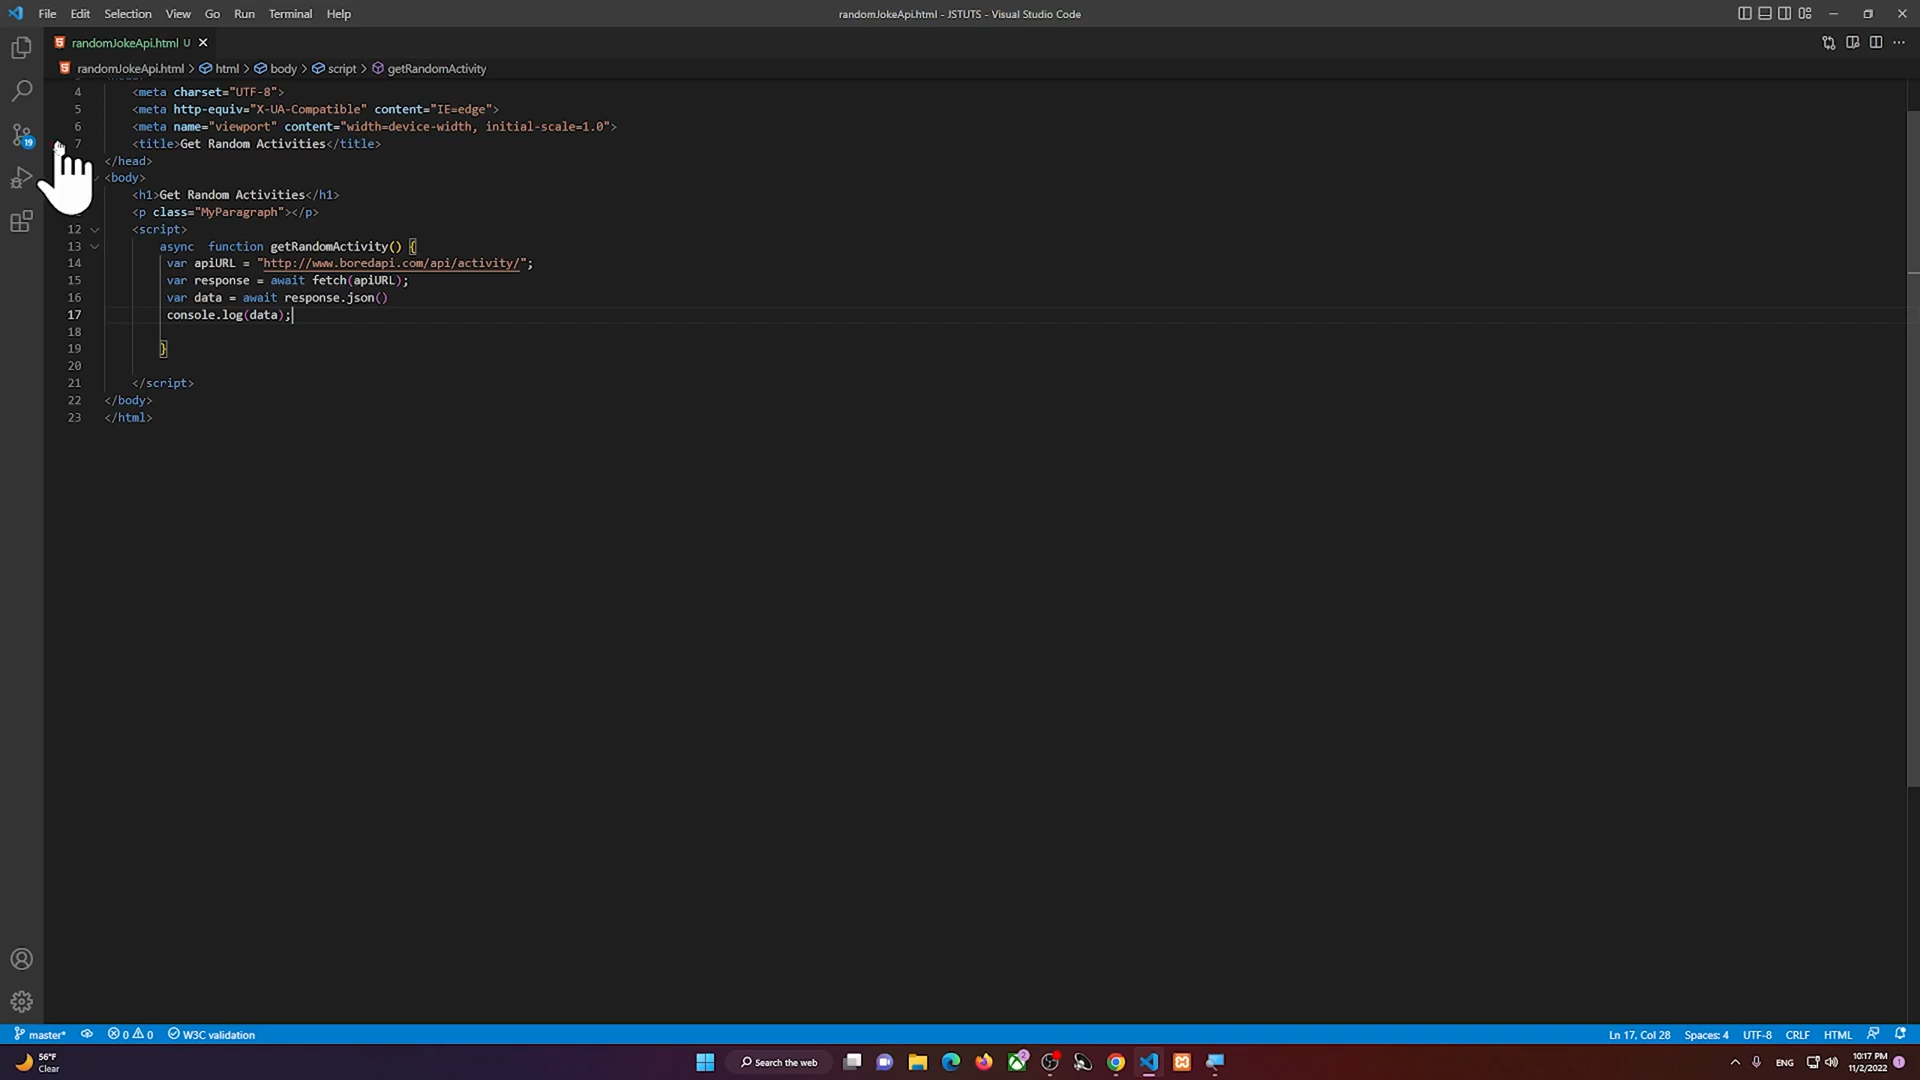 File Edit Selection View Go Run Terminal Help
randomJokeApi.html - JSTUTS - Visual Studio Code
randomJokeApi.html U
randomJokeApi.html > html > body > script > getRandomActivity
4 <meta charset="UTF-8">
5 <meta http-equiv="X-UA-Compatible" content="IE=edge">
6 <meta name="viewport" content="width=device-width, initial-scale=1.0">
7 <title>Get Random Activities</title>
</head>
<body>
<h1>Get Random Activities</h1>
<p class="MyParagraph"></p>
12 <script>
13 async  function getRandomActivity() {
14 var apiURL = "http://www.boredapi.com/api/activity/";
15 var response = await fetch(apiURL);
16 var data = await response.json()
17 console.log(data);
18
19 }
20
21 </script>
22 </body>
23 </html>
19
master* 0 0 W3C validation
Ln 17, Col 28 Spaces: 4 UTF-8 CRLF HTML
56°F
Clear
Search the web
2
ENG
10:17 PM
11/2/2022
1